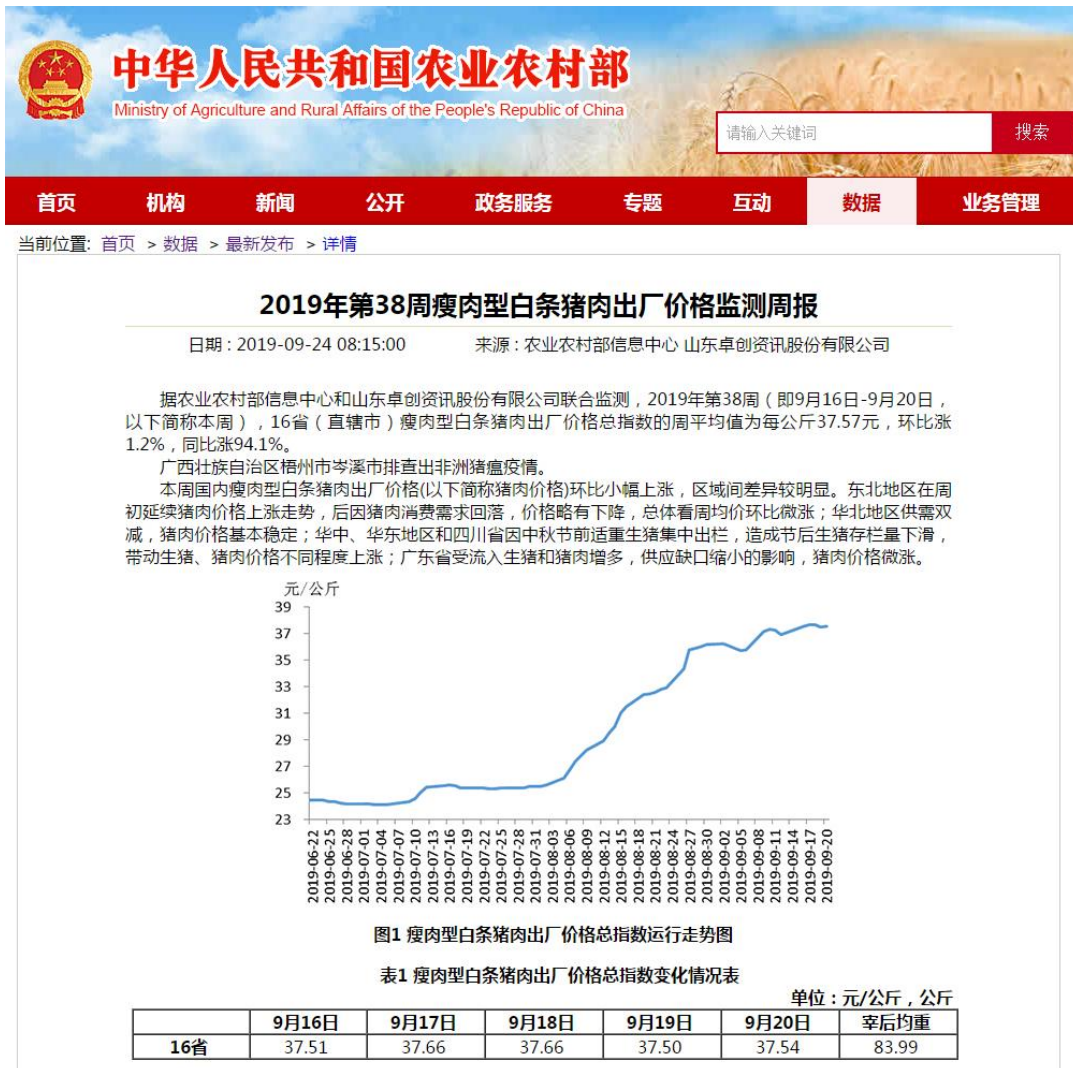 中华人民共和国农业农村部
Ministry of Agriculture and Rural Affairs of the People's Republic of China
请输入关键词 搜索
首页 机构 新闻 公开 政务服务 专题 互动 数据 业务管理
当前位置: 首页 > 数据 > 最新发布 > 详情
2019年第38周瘦肉型白条猪肉出厂价格监测周报
日期:2019-09-24 08:15:00 来源:农业农村部信息中心 山东卓创资讯股份有限公司
据农业农村部信息中心和山东卓创资讯股份有限公司联合监测,2019年第38周(即9月16日-9月20日,
以下简称本周),16省(直辖市)瘦肉型白条猪肉出厂价格总指数的周平均值为每公斤37.57元,环比涨
1.2%,同比涨94.1%。
广西壮族自治区梧州市岑溪市排查出非洲猪瘟疫情。
本周国内瘦肉型白条猪肉出厂价格(以下简称猪肉价格)环比小幅上涨,区域间差异较明显。东北地区在周
初延续猪肉价格上涨走势,后因猪肉消费需求回落,价格略有下降,总体看周均价环比微涨;华北地区供需双
减,猪肉价格基本稳定;华中、华东地区和四川省因中秋节前适重生猪集中出栏,造成节后生猪存栏量下滑,
带动生猪、猪肉价格不同程度上涨;广东省受流入生猪和猪肉增多,供应缺口缩小的影响,猪肉价格微涨。
元/公斤
39
37
35
33
31
29
27
25
23
2019-06-22
2019-06-25
2019-06-28
2019-07-01
2019-07-04
2019-07-07
2019-07-10
2019-07-13
2019-07-16
2019-07-19
2019-07-22
2019-07-25
2019-07-28
2019-07-31
2019-08-03
2019-08-06
2019-08-09
2019-08-12
2019-08-15
2019-08-18
2019-08-21
2019-08-24
2019-08-27
2019-08-30
2019-09-02
2019-09-05
2019-09-08
2019-09-11
2019-09-14
2019-09-17
2019-09-20
图1 瘦肉型白条猪肉出厂价格总指数运行走势图
表1 瘦肉型白条猪肉出厂价格总指数变化情况表
单位:元/公斤,公斤
9月16日 9月17日 9月18日 9月19日 9月20日 宰后均重
16省 37.51 37.66 37.66 37.50 37.54 83.99